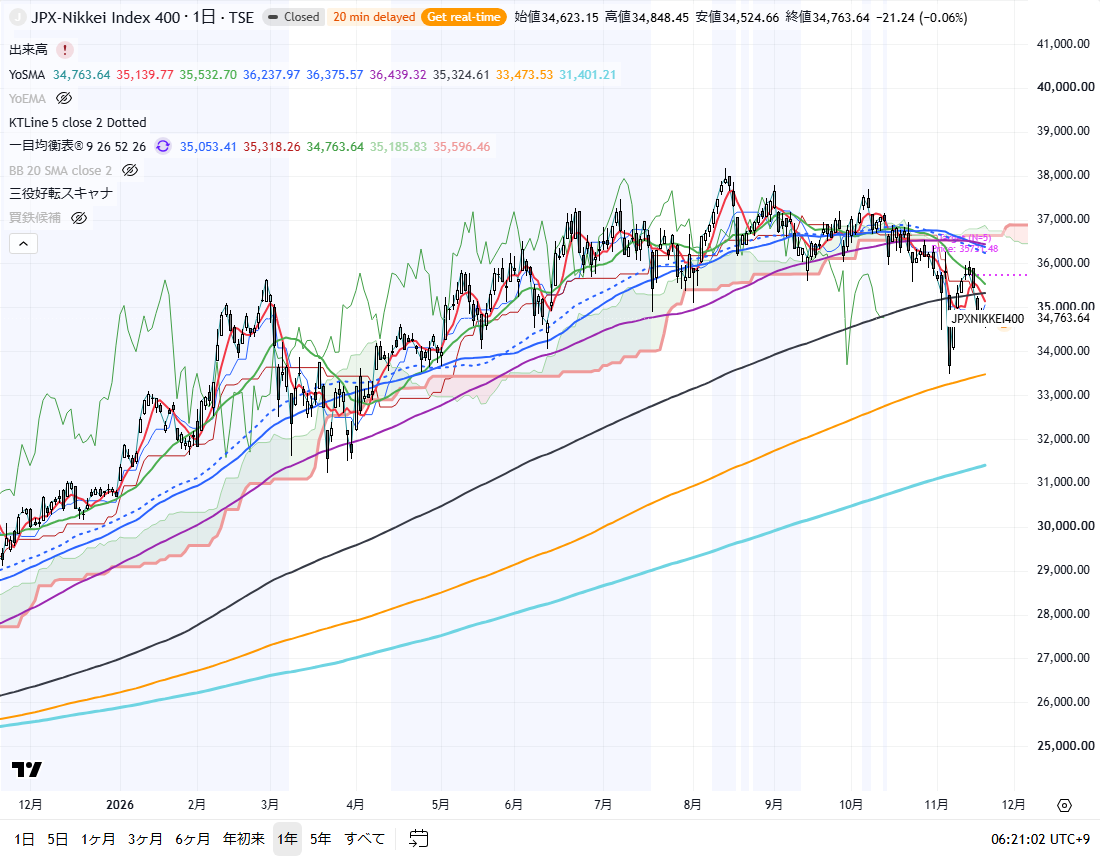 J JPX-Nikkei Index 400 · 1日 · TSE Closed 20 min delayed Get real-time 始値34,623.15 高値34,848.45 安値34,524.66 終値34,763.64 −21.24 (−0.06%)
出来高 !
YoSMA 34,763.64 35,139.77 35,532.70 36,237.97 36,375.57 36,439.32 35,324.61 33,473.53 31,401.21
YoEMA
KTLine 5 close 2 Dotted
一目均衡表® 9 26 52 26 35,053.41 35,318.26 34,764.64 35,185.83 35,596.46
BB 20 SMA close 2
三役好転スキャナ
買鉄候補
41,000.00
40,000.00
39,000.00
38,000.00
37,000.00
36,000.00
35,000.00
34,763.64
34,000.00
33,000.00
32,000.00
31,000.00
30,000.00
29,000.00
28,000.00
27,000.00
26,000.00
25,000.00
(N=5)
JPXNIKKEI400
12月 2026 2月 3月 4月 5月 6月 7月 8月 9月 10月 11月 12月
1日 5日 1ヶ月 3ヶ月 6ヶ月 年初来 1年 5年 すべて 06:21:02 UTC+9